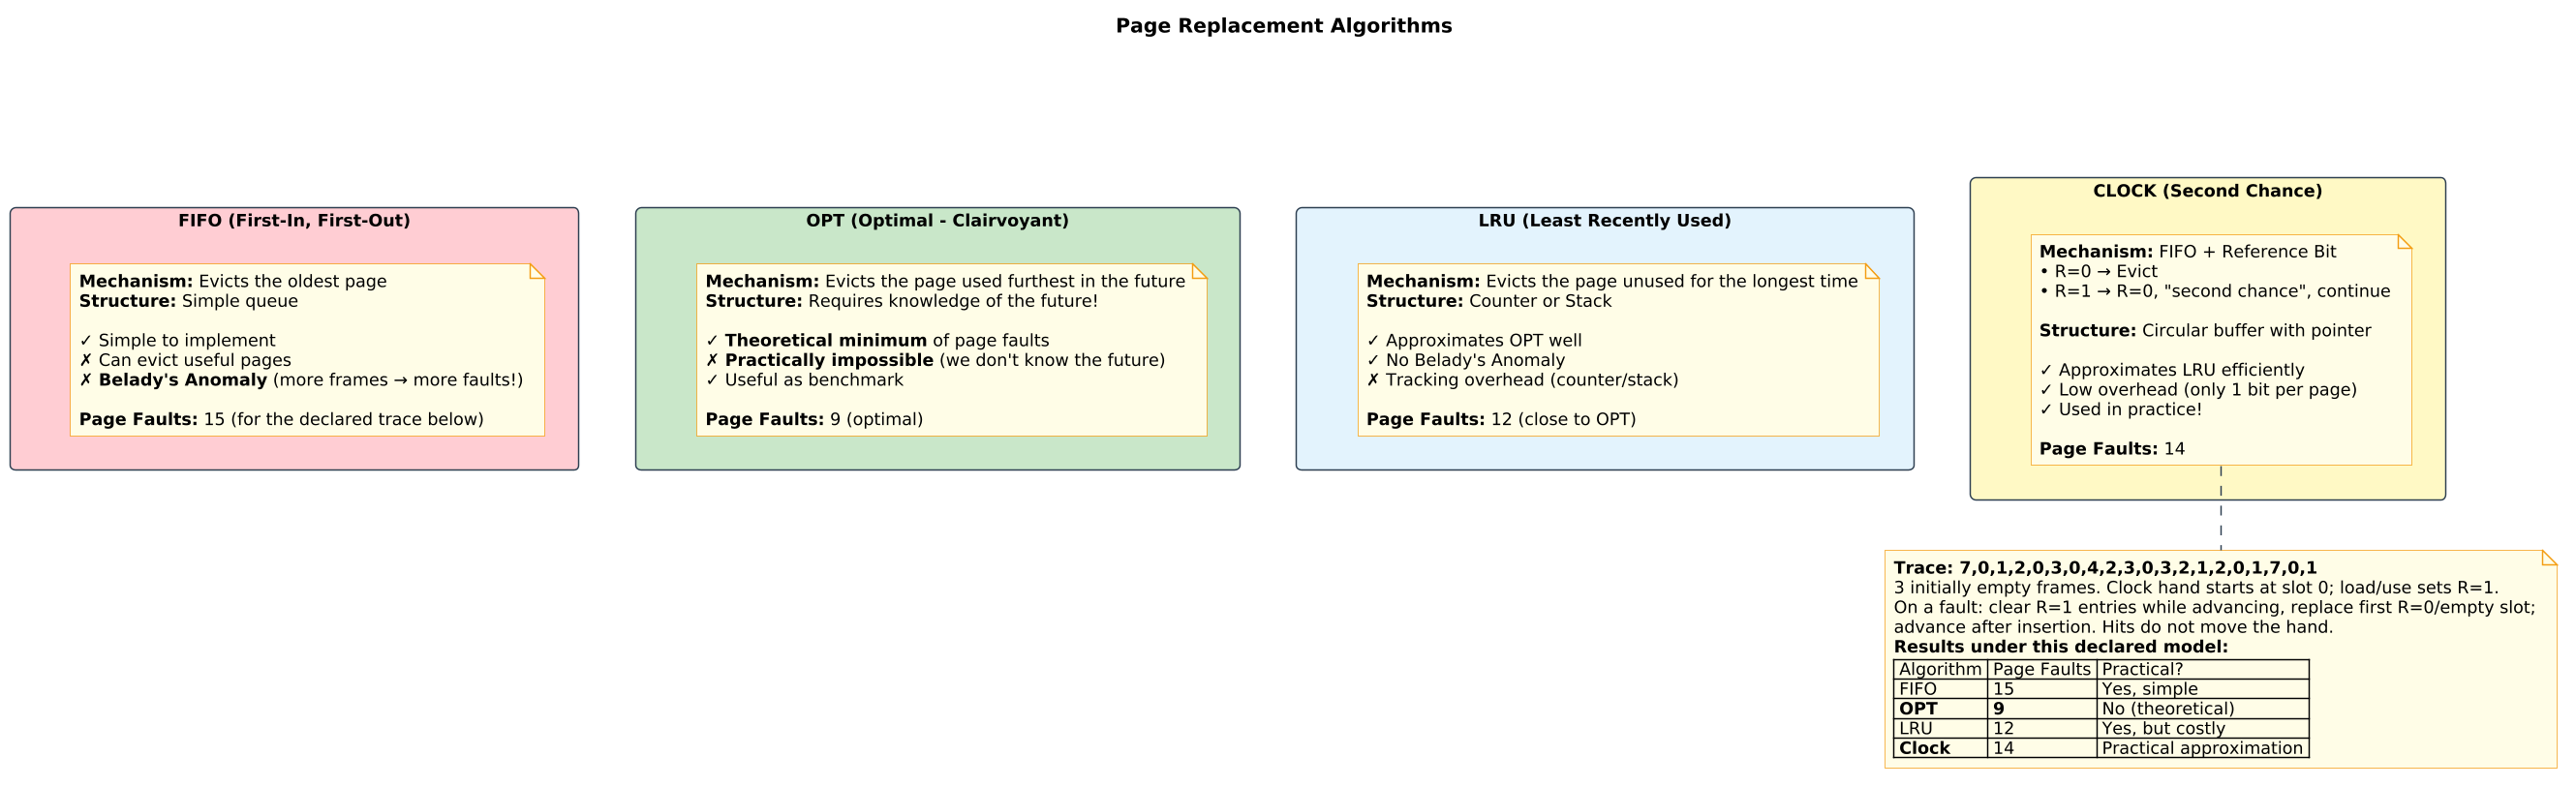 Page Replacement Algorithms
FIFO (First-In, First-Out)
Mechanism: Evicts the oldest page
Structure: Simple queue
✓ Simple to implement
✗ Can evict useful pages
✗ Belady's Anomaly (more frames → more faults!)
Page Faults: 15 (for the declared trace below)
OPT (Optimal - Clairvoyant)
Mechanism: Evicts the page used furthest in the future
Structure: Requires knowledge of the future!
✓ Theoretical minimum of page faults
✗ Practically impossible (we don't know the future)
✓ Useful as benchmark
Page Faults: 9 (optimal)
LRU (Least Recently Used)
Mechanism: Evicts the page unused for the longest time
Structure: Counter or Stack
✓ Approximates OPT well
✓ No Belady's Anomaly
✗ Tracking overhead (counter/stack)
Page Faults: 12 (close to OPT)
CLOCK (Second Chance)
Mechanism: FIFO + Reference Bit
• R=0 → Evict
• R=1 → R=0, "second chance", continue
Structure: Circular buffer with pointer
✓ Approximates LRU efficiently
✓ Low overhead (only 1 bit per page)
✓ Used in practice!
Page Faults: 14
Trace: 7,0,1,2,0,3,0,4,2,3,0,3,2,1,2,0,1,7,0,1
3 initially empty frames. Clock hand starts at slot 0; load/use sets R=1.
On a fault: clear R=1 entries while advancing, replace first R=0/empty slot;
advance after insertion. Hits do not move the hand.
Results under this declared model:
Algorithm Page Faults Practical?
FIFO 15 Yes, simple
OPT 9 No (theoretical)
LRU 12 Yes, but costly
Clock 14 Practical approximation